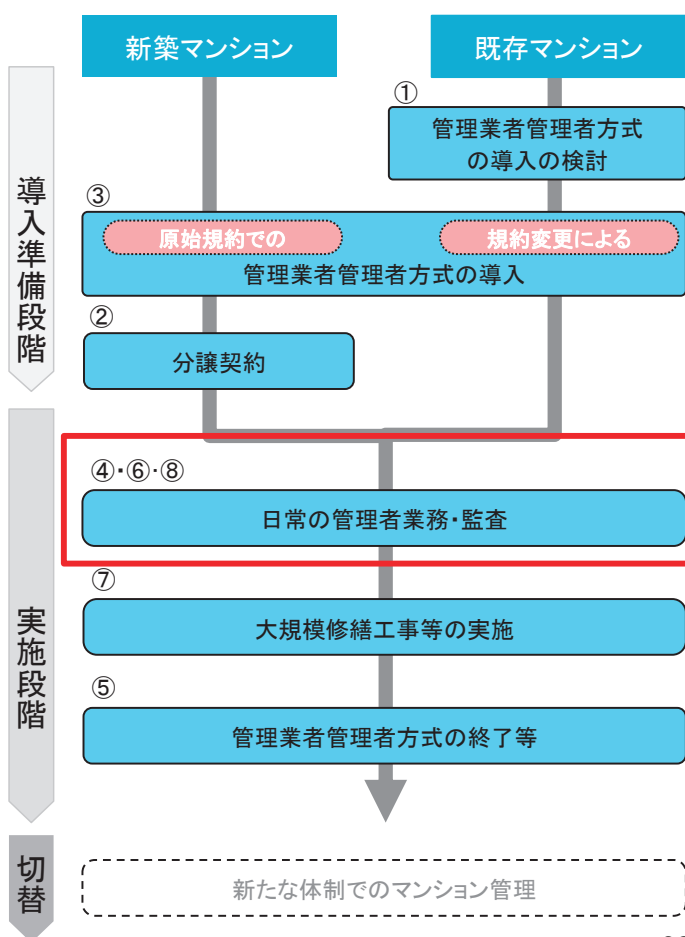 新築マンション
既存マンション
導入準備段階
①
管理業者管理者方式
の導入の検討
③
原始規約での
規約変更による
管理業者管理者方式の導入
②
分譲契約
実施段階
④・⑥・⑧
日常の管理者業務・監査
⑦
大規模修繕工事等の実施
⑤
管理業者管理者方式の終了等
切替
新たな体制でのマンション管理